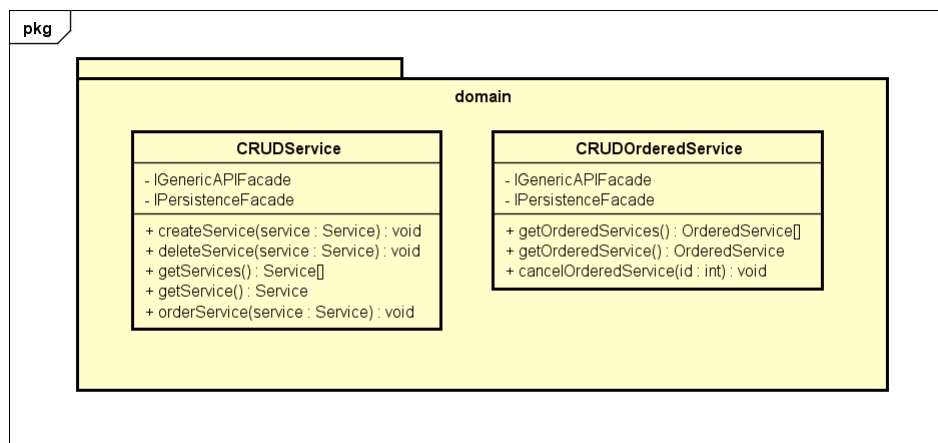 pkg
domain
CRUDService
- IGenericAPIFacade
- IPersistenceFacade
+ createService(service : Service) : void
+ deleteService(service : Service) : void
+ getServices() : Service[]
+ getService() : Service
+ orderService(service : Service) : void
CRUDOrderedService
- IGenericAPIFacade
- IPersistenceFacade
+ getOrderedServices() : OrderedService[]
+ getOrderedService() : OrderedService
+ cancelOrderedService(id : int) : void